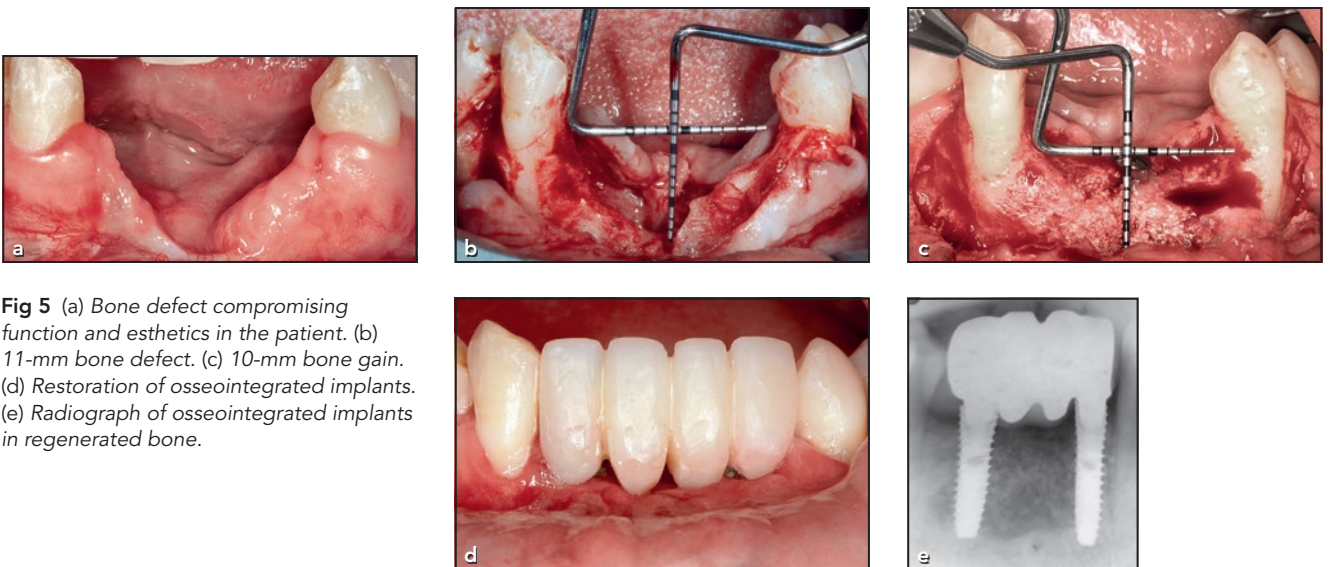 a
b
c
Fig 5 (a) Bone defect compromising
function and esthetics in the patient. (b)
11-mm bone defect. (c) 10-mm bone gain.
(d) Restoration of osseointegrated implants.
(e) Radiograph of osseointegrated implants
in regenerated bone.
d
e